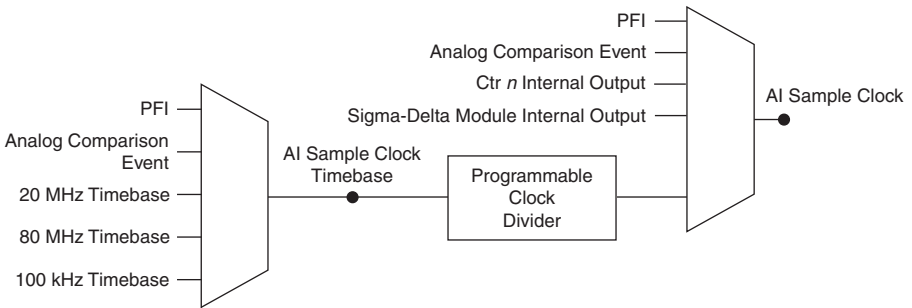 PFI
Analog Comparison
Event
20 MHz Timebase
80 MHz Timebase
100 kHz Timebase
AI Sample Clock
Timebase
Programmable
Clock
Divider
PFI
Analog Comparison Event
Ctr n Internal Output
Sigma-Delta Module Internal Output
AI Sample Clock